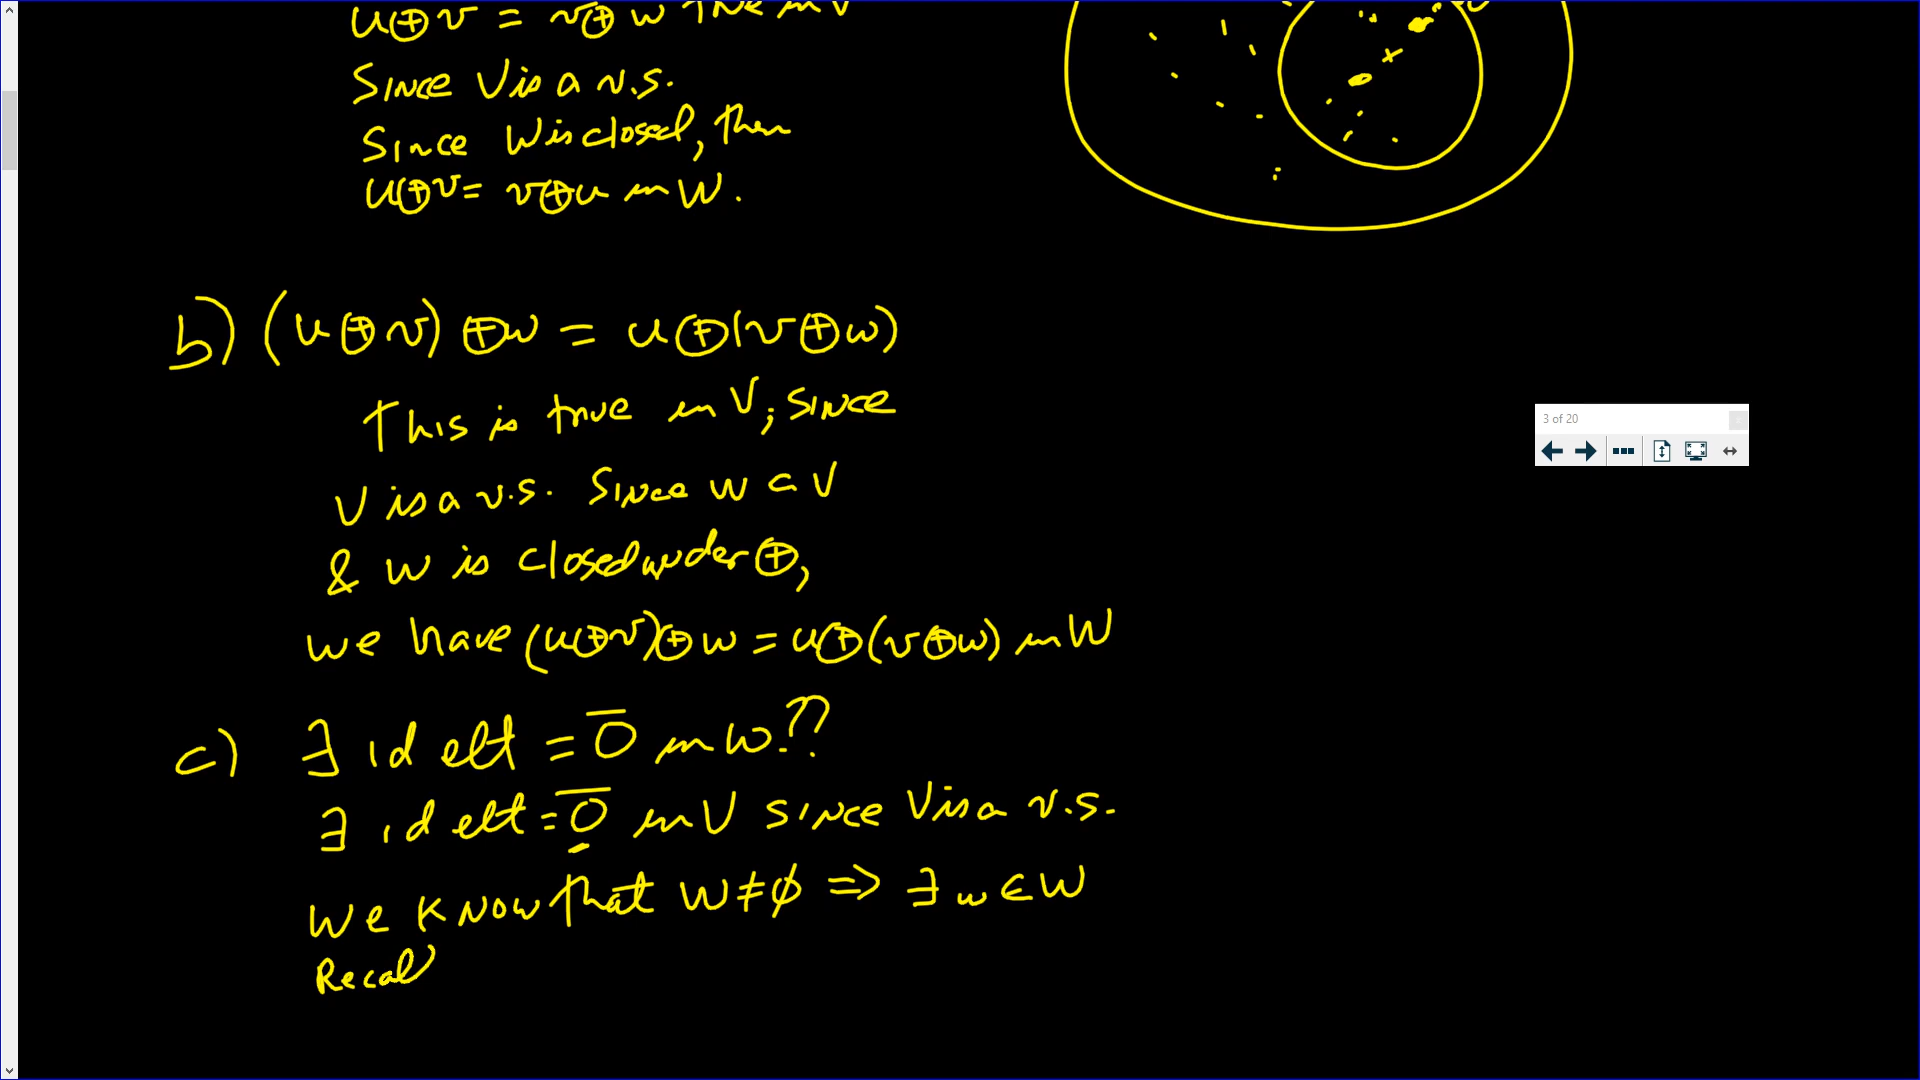 u⊕v = v⊕w true in V
Since V is a v.s.
Since W is closed, then
u⊕v = v⊕u in W.
b) (u⊕v)⊕w = u⊕(v⊕w)
This is true in V, since
3 of 20
V is a v.s. Since W ⊂ V
& W is closed under ⊕,
we have (u⊕v)⊕w = u⊕(v⊕w) in W
c) ∃ id elt = 0̅ in W??
∃ id elt = 0̅ in V since V is a v.s.
We know that W ≠ ϕ ⇒ ∃ w ∈ W
Recall